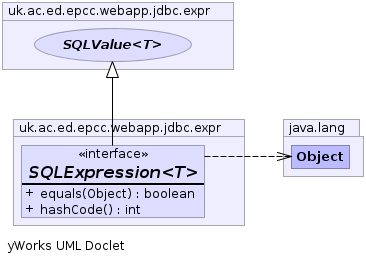 uk.ac.ed.epcc.webapp.jdbc.expr
SQLValue<T>
uk.ac.ed.epcc.webapp.jdbc.expr
java.lang
«interface»
SQLExpression<T>
Object
+ equals(Object) : boolean
+ hashCode() : int
yWorks UML Doclet